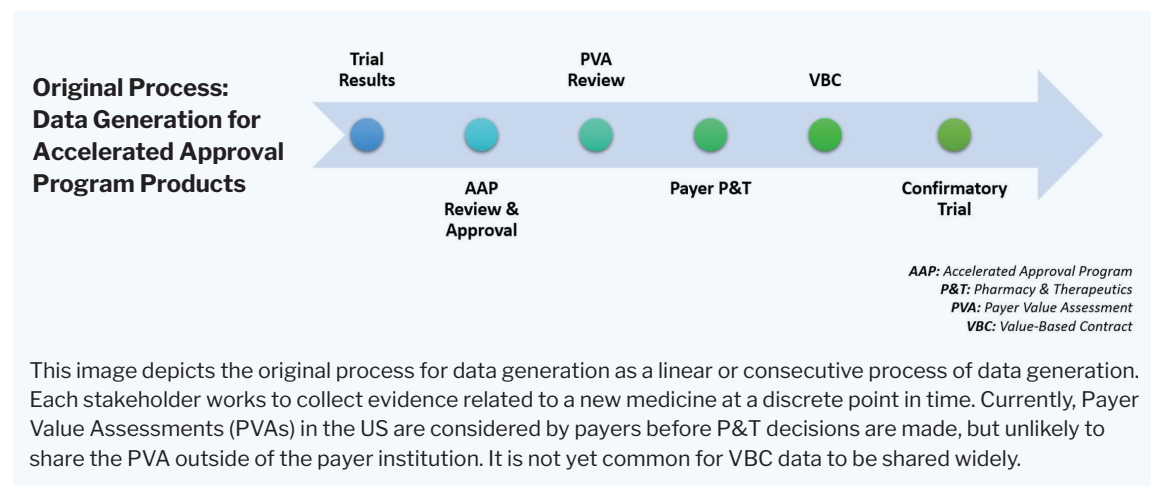 Original Process:
Data Generation for
Accelerated Approval
Program Products
Trial
Results
AAP
Review &
Approval
PVA
Review
Payer P&T
VBC
Confirmatory
Trial
AAP: Accelerated Approval Program
P&T: Pharmacy & Therapeutics
PVA: Payer Value Assessment
VBC: Value-Based Contract
This image depicts the original process for data generation as a linear or consecutive process of data generation.
Each stakeholder works to collect evidence related to a new medicine at a discrete point in time. Currently, Payer
Value Assessments (PVAs) in the US are considered by payers before P&T decisions are made, but unlikely to
share the PVA outside of the payer institution. It is not yet common for VBC data to be shared widely.